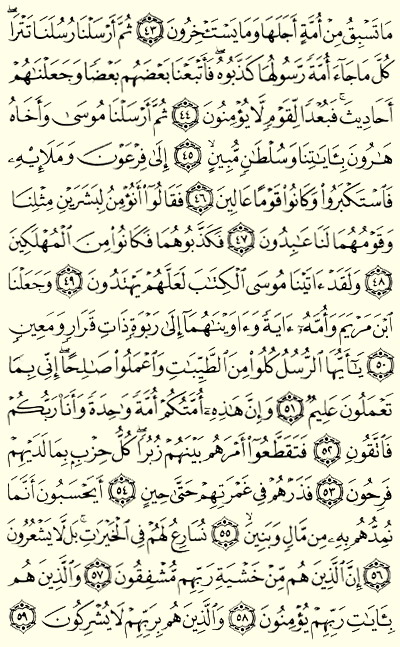 مَا تَسۡبِقُ مِنۡ أُمَّةٍ أَجَلَهَا وَمَا يَسۡتَـٔۡخِرُونَ ٤٣ ثُمَّ أَرۡسَلۡنَا رُسُلَنَا تَتۡرَاۖ
كُلَّ مَا جَآءَ أُمَّةٗ رَّسُولُهَا كَذَّبُوهُۖ فَأَتۡبَعۡنَا بَعۡضَهُم بَعۡضٗا وَجَعَلۡنَٰهُمۡ
أَحَادِيثَۚ فَبُعۡدٗا لِّقَوۡمٖ لَّا يُؤۡمِنُونَ ٤٤ ثُمَّ أَرۡسَلۡنَا مُوسَىٰ وَأَخَاهُ
هَٰرُونَ بِـَٔايَٰتِنَا وَسُلۡطَٰنٖ مُّبِينٍ ٤٥ إِلَىٰ فِرۡعَوۡنَ وَمَلَإِيْهِۦ
فَٱسۡتَكۡبَرُواْ وَكَانُواْ قَوۡمًا عَالِينَ ٤٦ فَقَالُوٓاْ أَنُؤۡمِنُ لِبَشَرَيۡنِ مِثۡلِنَا
وَقَوۡمُهُمَا لَنَا عَٰبِدُونَ ٤٧ فَكَذَّبُوهُمَا فَكَانُواْ مِنَ ٱلۡمُهۡلَكِينَ
٤٨ وَلَقَدۡ ءَاتَيۡنَا مُوسَى ٱلۡكِتَٰبَ لَعَلَّهُمۡ يَهۡتَدُونَ ٤٩ وَجَعَلۡنَا
ٱبۡنَ مَرۡيَمَ وَأُمَّهُۥٓ ءَايَةٗ وَءَاوَيۡنَٰهُمَآ إِلَىٰ رَبۡوَةٖ ذَاتِ قَرَارٖ وَمَعِينٖ
٥٠ يَٰٓأَيُّهَا ٱلرُّسُلُ كُلُواْ مِنَ ٱلطَّيِّبَٰتِ وَٱعۡمَلُواْ صَٰلِحًاۖ إِنِّي بِمَا
تَعۡمَلُونَ عَلِيمٞ ٥١ وَإِنَّ هَٰذِهِۦٓ أُمَّتُكُمۡ أُمَّةٗ وَٰحِدَةٗ وَأَنَا۠ رَبُّكُمۡ
فَٱتَّقُونِ ٥٢ فَتَقَطَّعُوٓاْ أَمۡرَهُم بَيۡنَهُمۡ زُبُرٗاۖ كُلُّ حِزۡبِۭ بِمَا لَدَيۡهِمۡ
فَرِحُونَ ٥٣ فَذَرۡهُمۡ فِي غَمۡرَتِهِمۡ حَتَّىٰ حِينٍ ٥٤ أَيَحۡسَبُونَ أَنَّمَا
نُمِدُّهُم بِهِۦ مِن مَّالٖ وَبَنِينَ ٥٥ نُسَارِعُ لَهُمۡ فِي ٱلۡخَيۡرَٰتِۚ بَل لَّا يَشۡعُرُونَ
٥٦ إِنَّ ٱلَّذِينَ هُم مِّنۡ خَشۡيَةِ رَبِّهِم مُّشۡفِقُونَ ٥٧ وَٱلَّذِينَ هُم
بِـَٔايَٰتِ رَبِّهِمۡ يُؤۡمِنُونَ ٥٨ وَٱلَّذِينَ هُم بِرَبِّهِمۡ لَا يُشۡرِكُونَ ٥٩